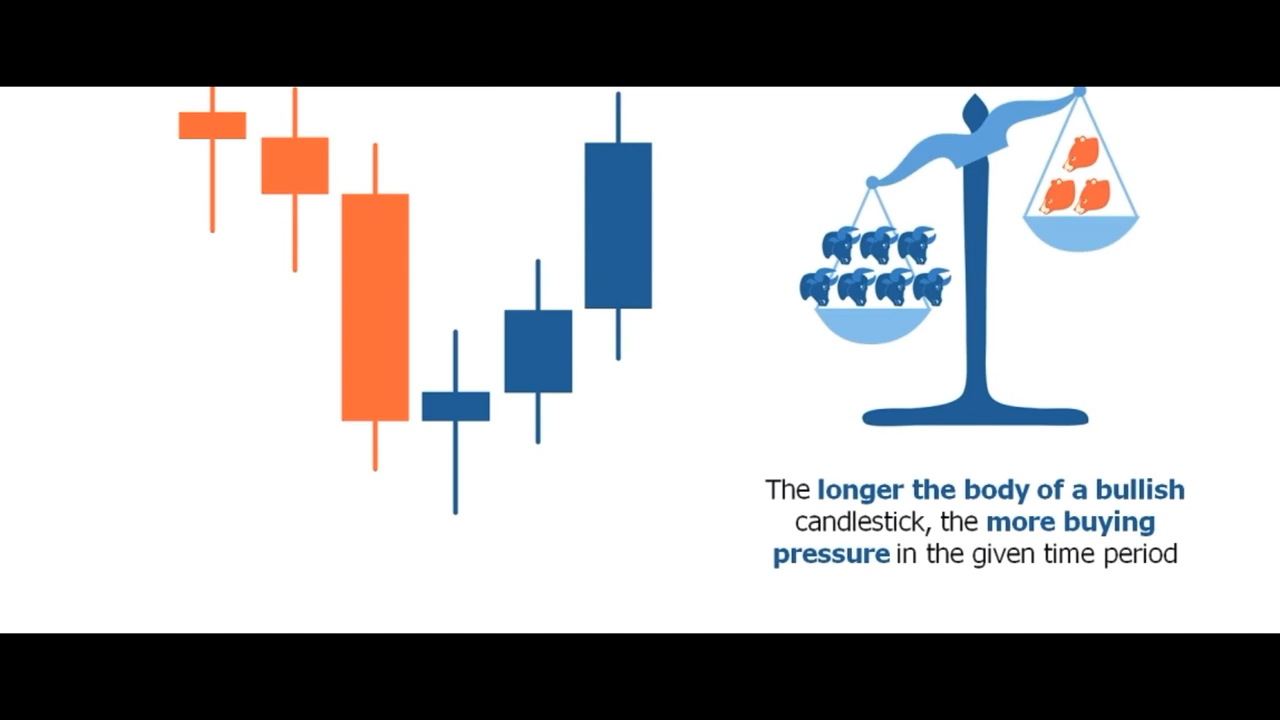 The longer the body of a bullish
candlestick, the more buying
pressure in the given time period